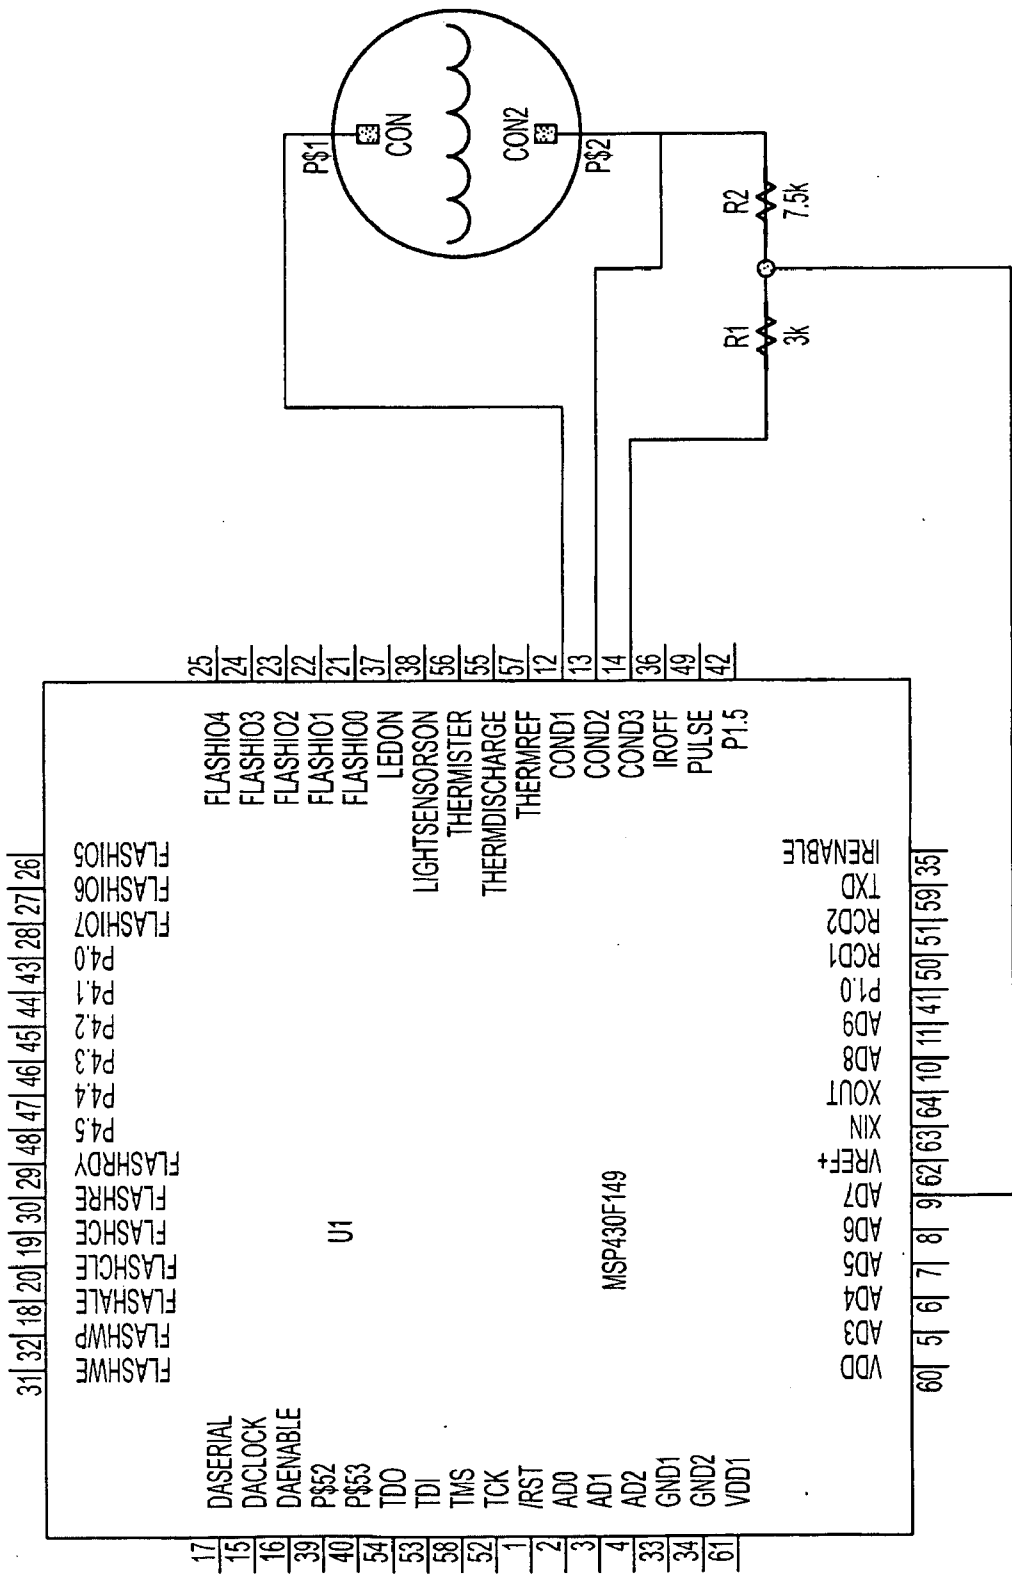 P$1
CON
CON2
P$2
R2
7.5k
R1
3k
25
24
23
22
21
37
38
56
55
57
12
13
14
36
49
42
FLASHIO4
FLASHIO3
FLASHIO2
FLASHIO1
FLASHIO0
LEDON
LIGHTSENSORSON
THERMISTER
THERMDISCHARGE
THERMREF
COND1
COND2
COND3
IROFF
PULSE
P1.5
26 FLASHIO5
27 FLASHIO6
28 FLASHIO7
43 P4.0
44 P4.1
45 P4.2
46 P4.3
47 P4.4
48 P4.5
29 FLASHRDY
30 FLASHRE
19 FLASHCE
20 FLASHCLE
18 FLASHALE
32 FLASHWP
31 FLASHWE
IRENABLE 35
TXD 59
RCD2 51
RCD1 50
P1.0 41
AD9 11
AD8 10
XOUT 64
XIN 63
VREF+ 62
AD7 9
AD6 8
AD5 7
AD4 6
AD3 5
VDD 60
U1
MSP430F149
DASERIAL
DACLOCK
DAENABLE
P$52
P$53
TDO
TDI
TMS
TCK
/RST
AD0
AD1
AD2
GND1
GND2
VDD1
17
15
16
39
40
54
53
58
52
1
2
3
4
33
34
61